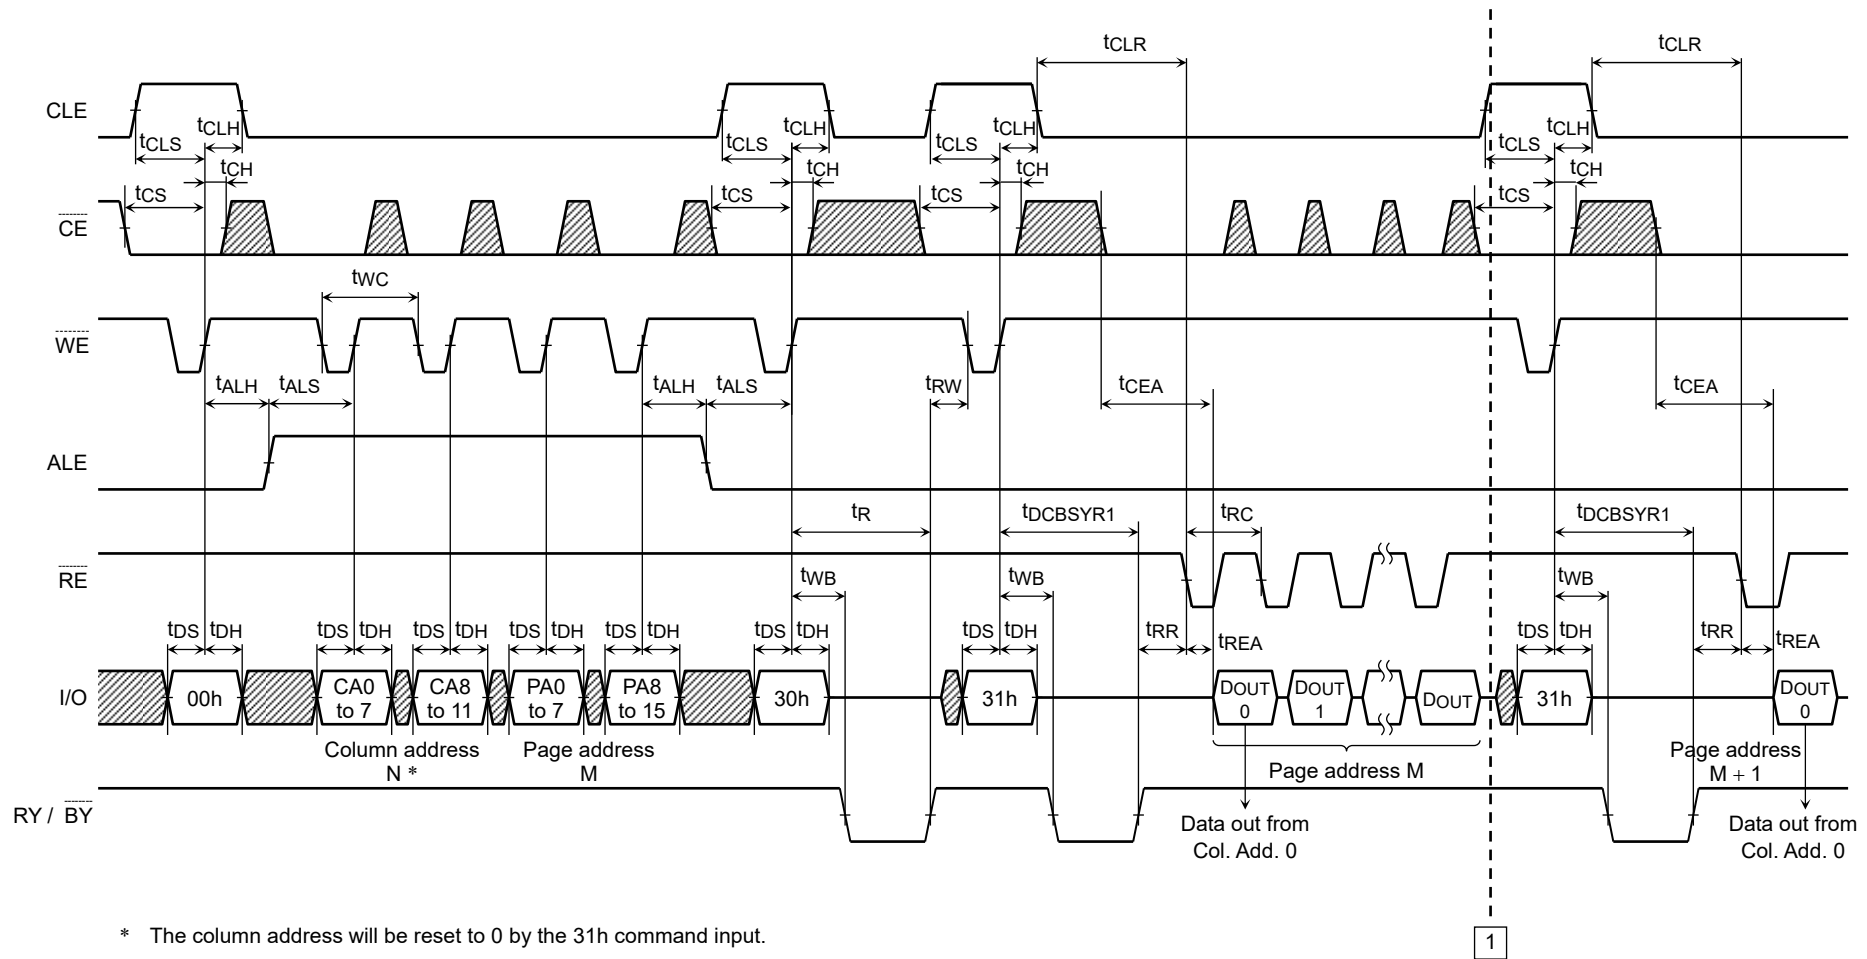 tCLR tCLR
CLE
tCLH tCLH tCLH tCLH
tCLS tCLS tCLS tCLS
tCH tCH tCH tCH
tCS tCS tCS tCS
CE
tWC
WE
tALH tALS tALH tALS tRW tCEA tCEA
ALE
tR tDCBSYR1 tRC tDCBSYR1
RE
tWB tWB tWB
tDS tDH tDS tDH tDS tDH tDS tDH tDS tDH tDS tDH tDS tDH tRR tREA tDS tDH tRR tREA
I/O 00h CA0 to 7 CA8 to 11 PA0 to 7 PA8 to 15 30h 31h DOUT 0 DOUT 1 DOUT 31h DOUT 0
Column address N *
Page address M
Page address M
Page address M + 1
RY / BY
Data out from Col. Add. 0
Data out from Col. Add. 0
* The column address will be reset to 0 by the 31h command input.
1